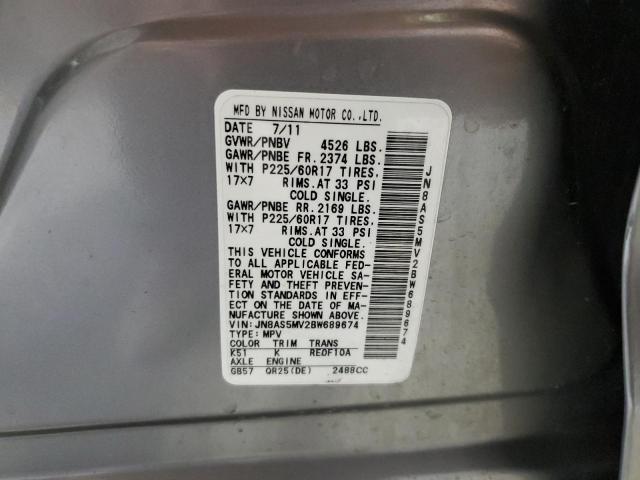 MFD BY NISSAN MOTOR CO.,LTD.
DATE 7/11
GVWR/PNBV 4526 LBS.
GAWR/PNBE FR. 2374 LBS.
WITH P225/60R17 TIRES,
17×7 RIMS.AT 33 PSI
COLD SINGLE.
GAWR/PNBE RR. 2169 LBS.
WITH P225/60R17 TIRES,
17×7 RIMS.AT 33 PSI
COLD SINGLE.
THIS VEHICLE CONFORMS
TO ALL APPLICABLE FED-
ERAL MOTOR VEHICLE SA-
FETY AND THEFT PREVEN-
TION STANDARDS IN EFF-
ECT ON THE DATE OF MA-
NUFACTURE SHOWN ABOVE.
VIN: JN8AS5MV2BW689674
TYPE: MPV
COLOR TRIM TRANS
K51 K RE0F10A
AXLE ENGINE
GB57 QR25(DE) 2488CC
JN8AS5MV2BW689674